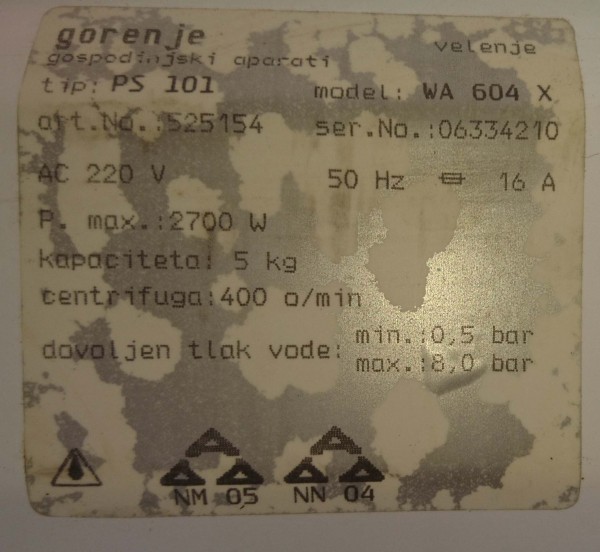 gorenje
gospodinjski aparati velenje
tip: PS 101 model: WA 604 X
art.No.:525154 ser.No.:06334210
AC 220 V 50 Hz 16 A
P. max.:2700 W
kapaciteta: 5 kg
centrifuga:400 o/min
dovoljen tlak vode: min.:0,5 bar
max.:8,0 bar
NM 05 NN 04